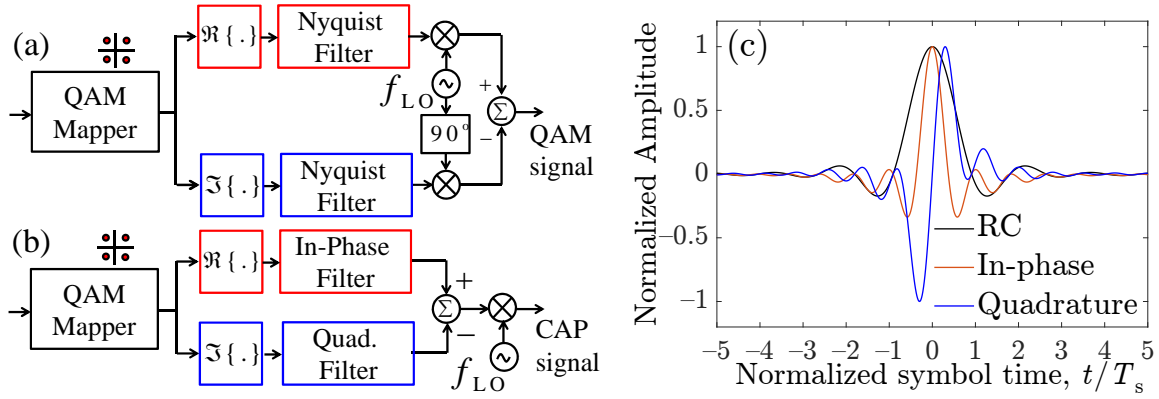 (a)
QAM
Mapper
ℜ{.}
Nyquist
Filter
f_LO
90°
+
Σ
−
QAM
signal
ℑ{.}
Nyquist
Filter
(b)
QAM
Mapper
ℜ{.}
In-Phase
Filter
+
Σ
−
CAP
signal
ℑ{.}
Quad.
Filter
f_LO
(c)
Normalized Amplitude
1
0.5
0
−0.5
−1
RC
In-phase
Quadrature
−5 −4 −3 −2 −1 0 1 2 3 4 5
Normalized symbol time, t/T_s